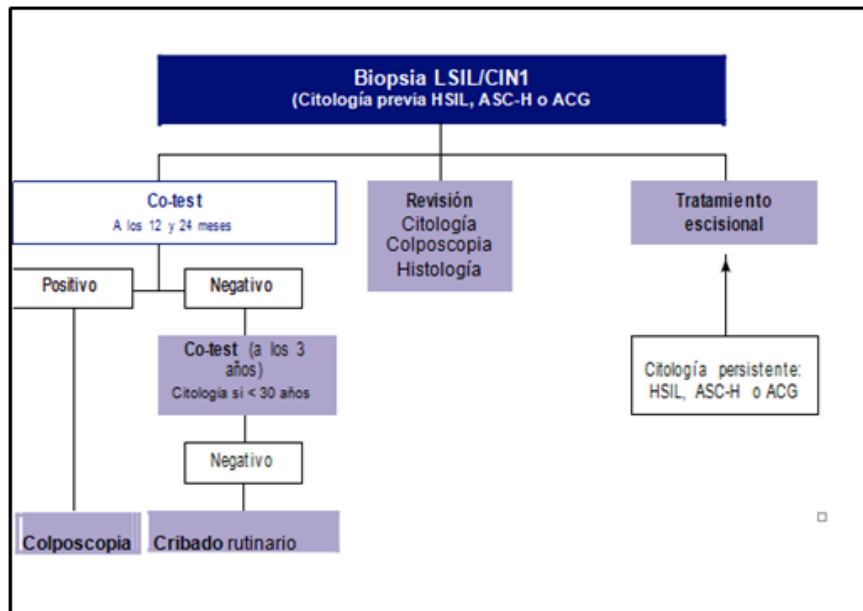 Biopsia LSIL/CIN1
(Citología previa HSIL, ASC-H o ACG
Co-test
A los 12 y 24 meses
Revisión
Citología
Colposcopia
Histología
Tratamiento
escisional
Positivo
Negativo
Co-test (a los 3
años)
Citología si < 30 años
Citología persistente:
HSIL, ASC-H o ACG
Negativo
Colposcopia
Cribado rutinario